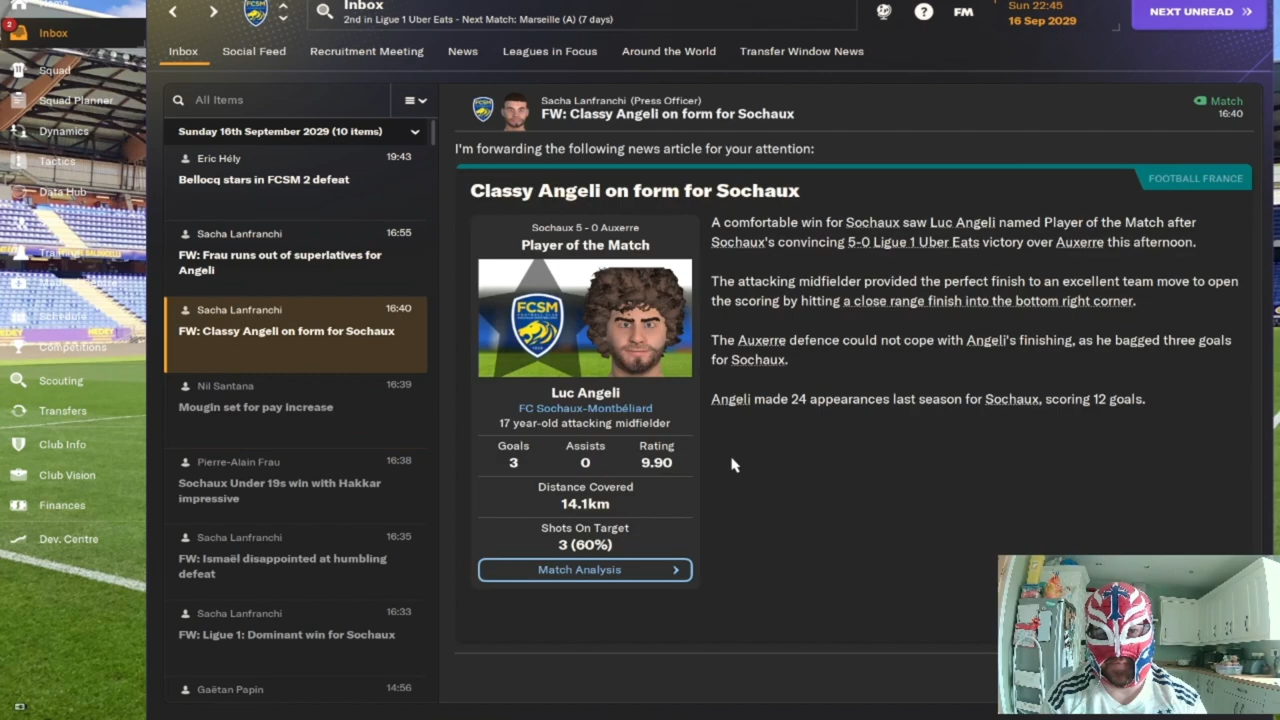 Home
Inbox
2nd in Ligue 1 Uber Eats - Next Match: Marseille (A) (7 days)
?
FM
Sun 22:45
16 Sep 2029
NEXT UNREAD
2
Inbox
Squad
Squad Planner
Dynamics
Tactics
Data Hub
Schedule
Competitions
Scouting
Transfers
Club Info
Club Vision
Finances
Dev. Centre
Inbox
Social Feed
Recruitment Meeting
News
Leagues in Focus
Around the World
Transfer Window News
All Items
Sunday 16th September 2029 (10 items)
Eric Hély 19:43
Bellocq stars in FCSM 2 defeat
Sacha Lanfranchi 16:55
FW: Frau runs out of superlatives for
Angeli
Sacha Lanfranchi 16:40
FW: Classy Angeli on form for Sochaux
Nil Santana 16:39
Mougin set for pay increase
Pierre-Alain Frau 16:38
Sochaux Under 19s win with Hakkar
impressive
Sacha Lanfranchi 16:35
FW: Ismaël disappointed at humbling
defeat
Sacha Lanfranchi 16:33
FW: Ligue 1: Dominant win for Sochaux
Gaëtan Papin 14:56
Sacha Lanfranchi (Press Officer)
FW: Classy Angeli on form for Sochaux
Match
16:40
I'm forwarding the following news article for your attention:
FOOTBALL FRANCE
Classy Angeli on form for Sochaux
Sochaux 5 - 0 Auxerre
Player of the Match
FCSM
Luc Angeli
FC Sochaux-Montbéliard
17 year-old attacking midfielder
Goals Assists Rating
3 0 9.90
Distance Covered
14.1km
Shots On Target
3 (60%)
Match Analysis
A comfortable win for Sochaux saw Luc Angeli named Player of the Match after
Sochaux's convincing 5-0 Ligue 1 Uber Eats victory over Auxerre this afternoon.
The attacking midfielder provided the perfect finish to an excellent team move to open
the scoring by hitting a close range finish into the bottom right corner.
The Auxerre defence could not cope with Angeli's finishing, as he bagged three goals
for Sochaux.
Angeli made 24 appearances last season for Sochaux, scoring 12 goals.